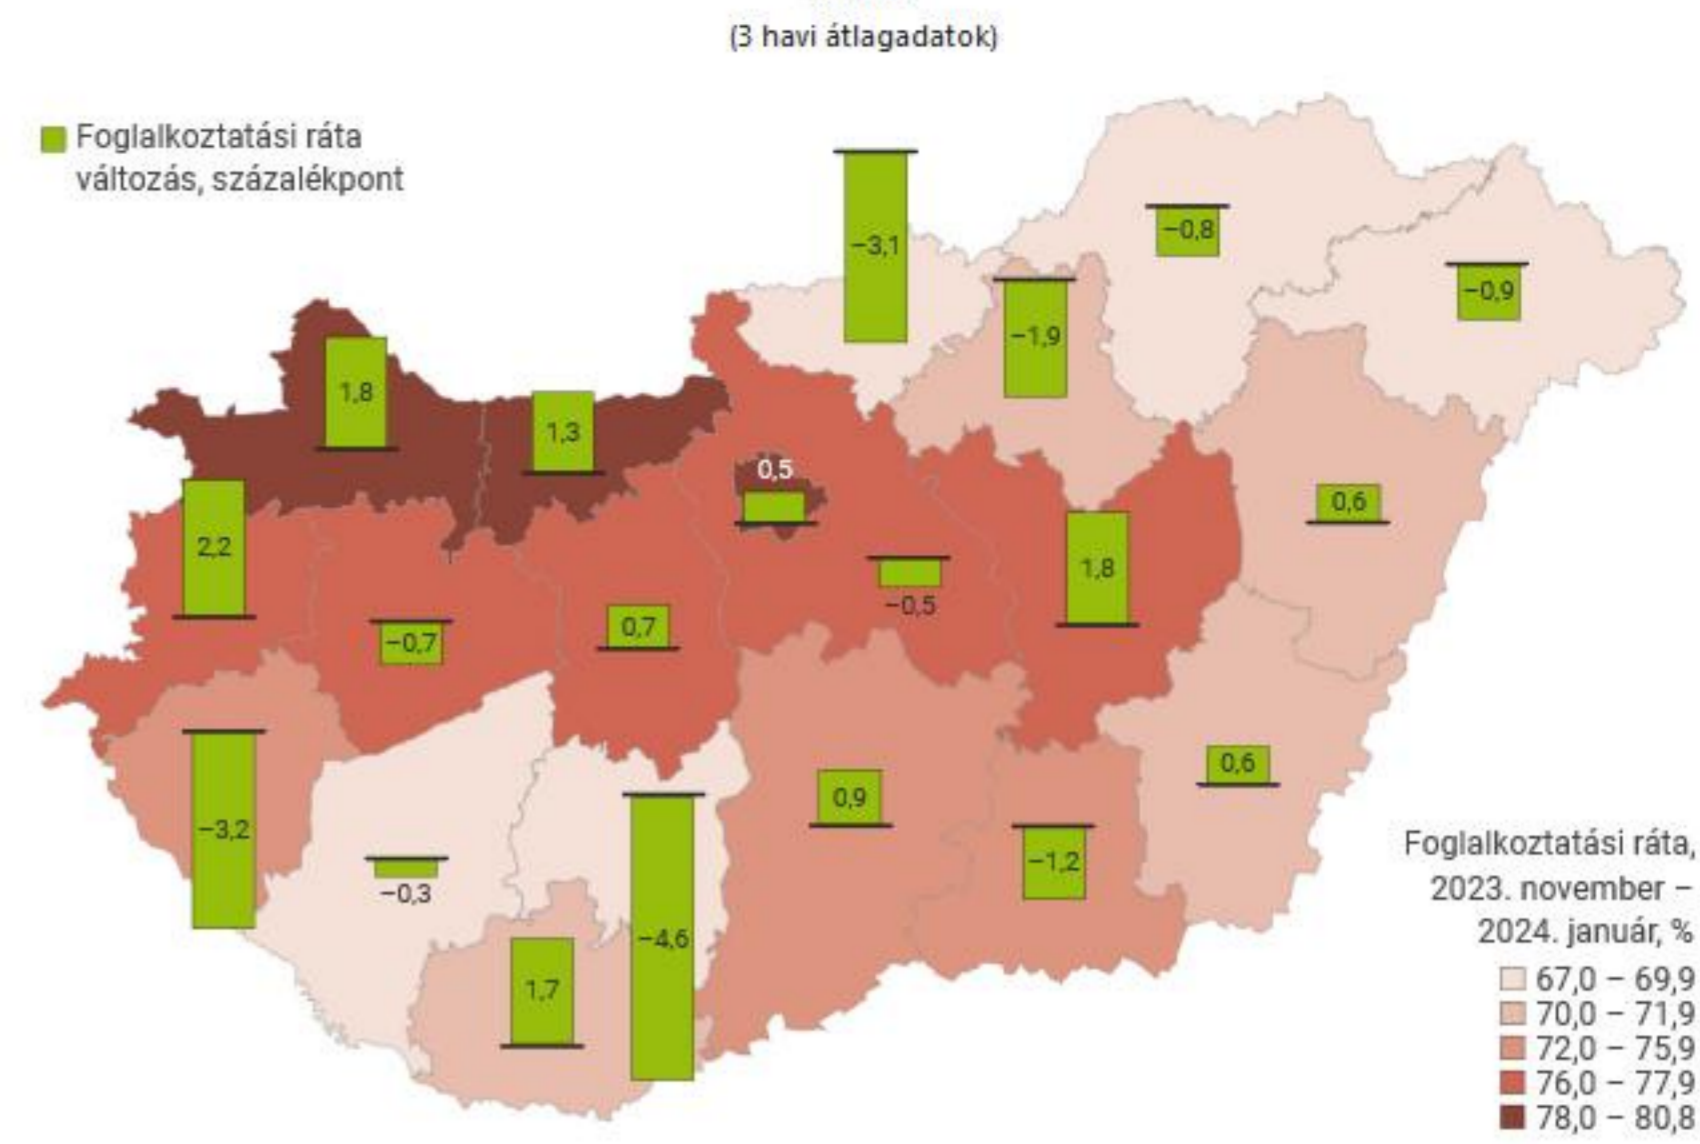 (3 havi átlagadatok)
Foglalkoztatási ráta
változás, százalékpont
−3,1
−0,8
−0,9
−1,9
1,8
1,3
0,5
2,2
0,6
1,8
−0,5
0,7
−0,7
0,6
0,9
−3,2
−1,2
−0,3
−4,6
1,7
Foglalkoztatási ráta,
2023. november –
2024. január, %
67,0 – 69,9
70,0 – 71,9
72,0 – 75,9
76,0 – 77,9
78,0 – 80,8